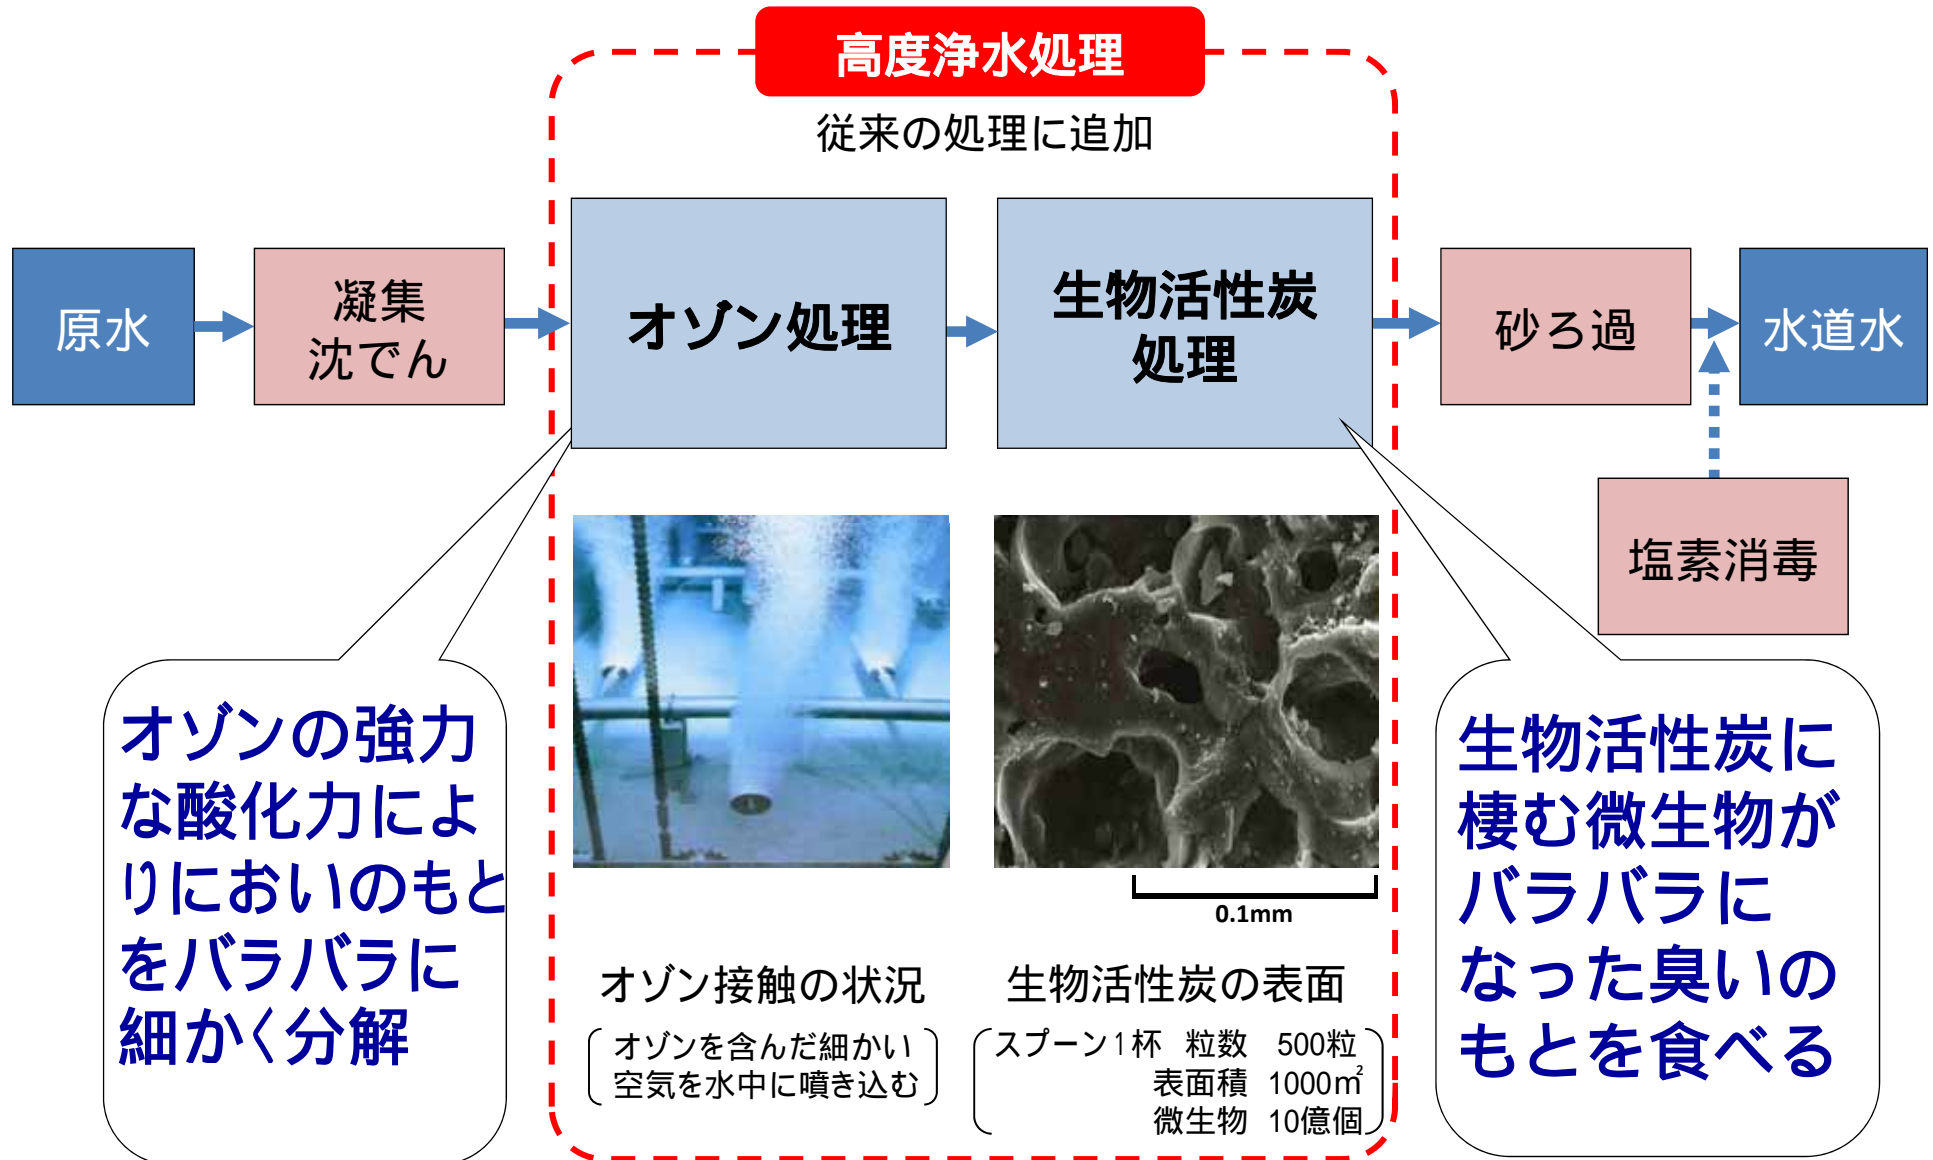 高度浄水処理
従来の処理に追加
原水
凝集
沈でん
オゾン処理
生物活性炭
処理
砂ろ過
水道水
塩素消毒
オゾンの強力
な酸化力によ
りにおいのもと
をバラバラに
細かく分解
0.1mm
オゾン接触の状況
オゾンを含んだ細かい
空気を水中に噴き込む
生物活性炭の表面
スプーン1杯 粒数 500粒
表面積 1000㎡
微生物 10億個
生物活性炭に
棲む微生物が
バラバラに
なった臭いの
もとを食べる